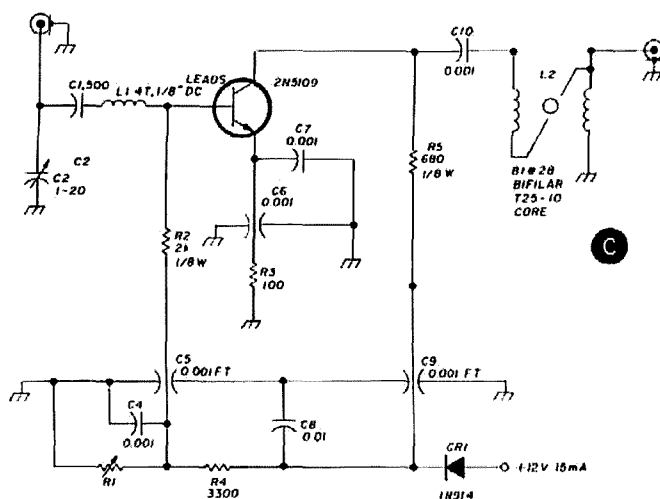 C10
0.001
LEADS
2N5109
L2
C1,500
L1 4T, 1/8" DC
C7
0.001
R5
680
1/8 W
C2
C2
1-20
C6
0.001
81#28
BIFILAR
T25-10
CORE
R2
2k
1/8 W
C
R3
100
C5
0.001 FT
C9
0.001 FT
C4
0.001
C8
0.01
R1
R4
3300
CR1
1N914
+12V 15mA